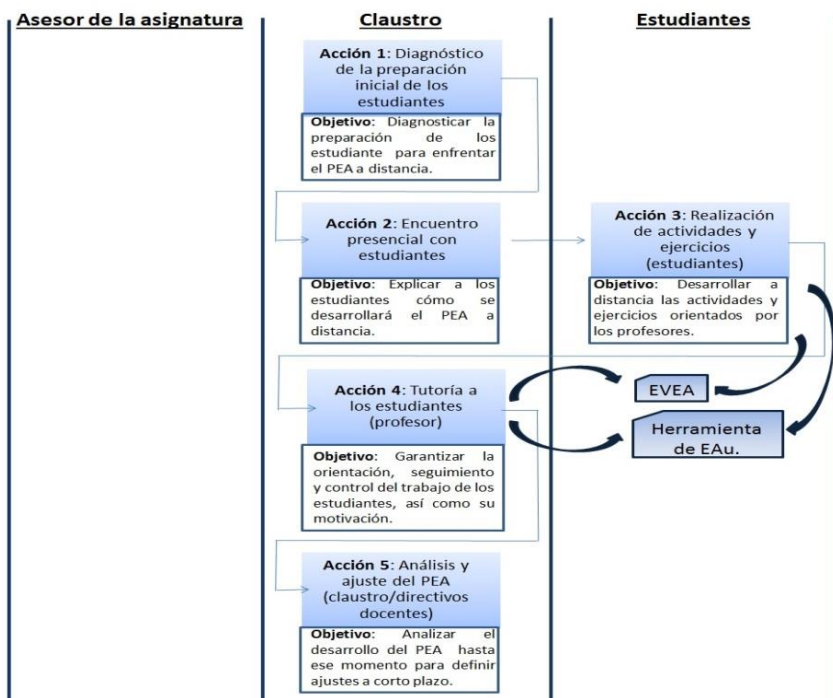 Asesor de la asignatura
Claustro
Estudiantes
Acción 1: Diagnóstico
de la preparación
inicial de los
estudiantes
Objetivo: Diagnosticar la
preparación de los
estudiante para enfrentar
el PEA a distancia.
Acción 2: Encuentro
presencial con
estudiantes
Objetivo: Explicar a los
estudiantes cómo se
desarrollará el PEA a
distancia.
Acción 3: Realización
de actividades y
ejercicios
(estudiantes)
Objetivo: Desarrollar a
distancia las actividades y
ejercicios orientados por
los profesores.
Acción 4: Tutoría a
los estudiantes
(profesor)
Objetivo: Garantizar la
orientación, seguimiento
y control del trabajo de los
estudiantes, así como su
motivación.
EVEA
Herramienta
de EAu.
Acción 5: Análisis y
ajuste del PEA
(claustro/directivos
docentes)
Objetivo: Analizar el
desarrollo del PEA hasta
ese momento para definir
ajustes a corto plazo.